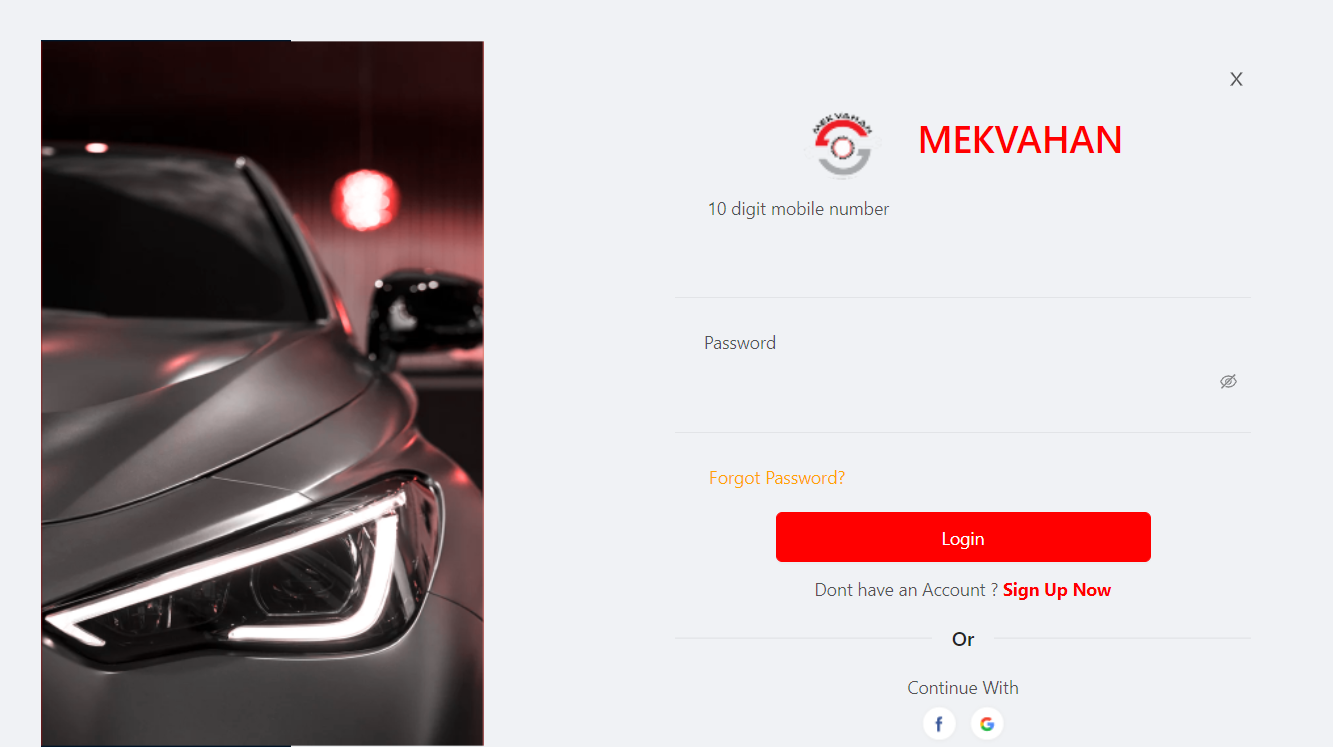 X
MEKVAHAN
MEKVAHAN
10 digit mobile number
Password
Forgot Password?
Login
Dont have an Account ? Sign Up Now
Or
Continue With